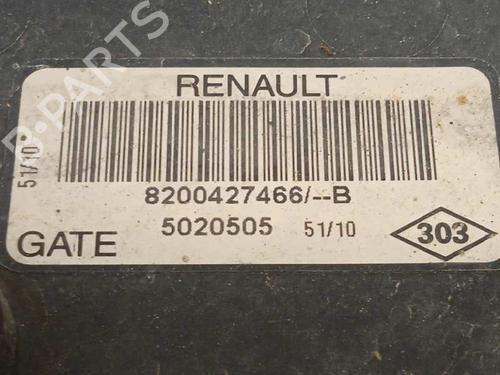 RENAULT
51/10
8200427466/--B
5020505 51/10
GATE
303
B-PARTS